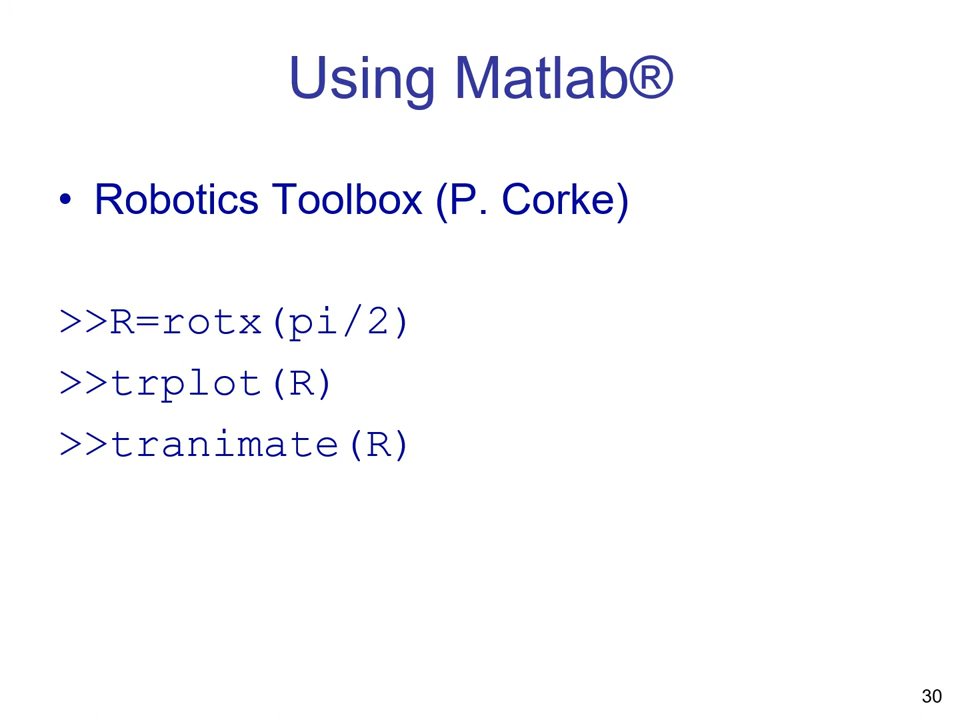 Using Matlab®
• Robotics Toolbox (P. Corke)
>>R=rotx(pi/2)
>>trplot(R)
>>tranimate(R)
30